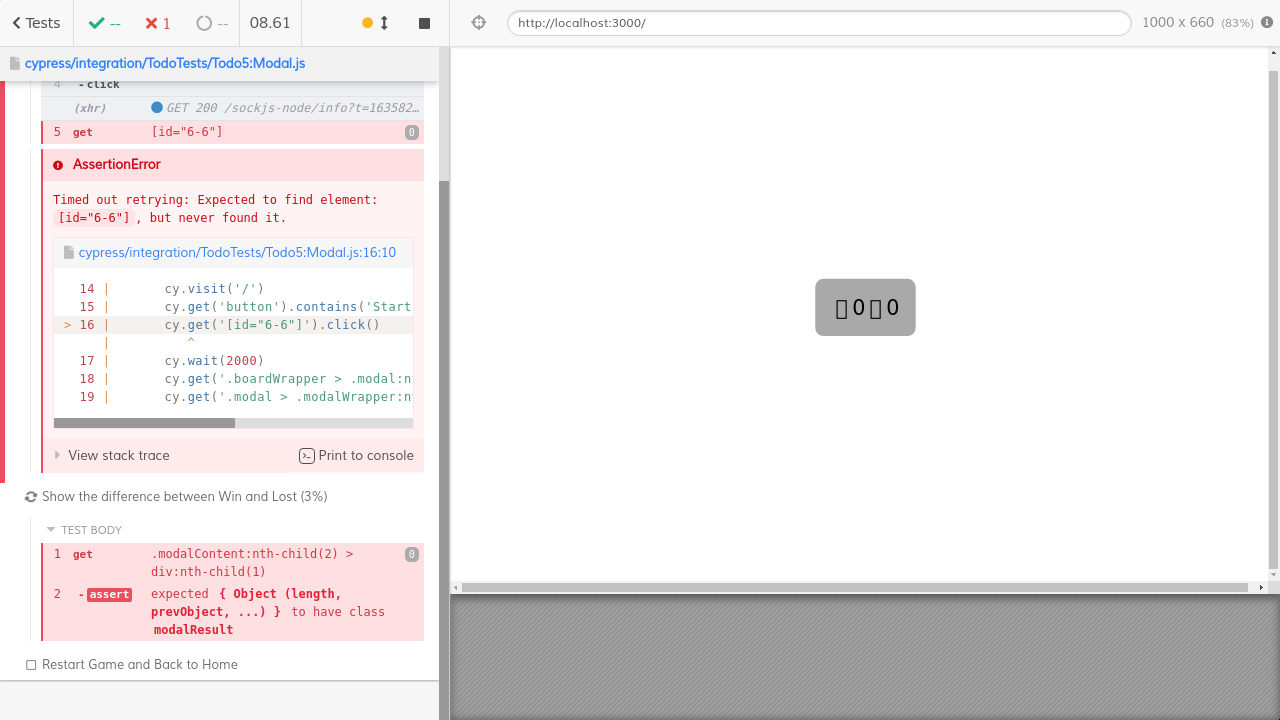 Tests
--
1
--
08.61
http://localhost:3000/
1000 x 660 (83%)
cypress/integration/TodoTests/Todo5:Modal.js
4 -click
(xhr) GET 200 /sockjs-node/info?t=163582…
5 get [id="6-6"] 0
AssertionError
Timed out retrying: Expected to find element:
[id="6-6"], but never found it.
cypress/integration/TodoTests/Todo5:Modal.js:16:10
14 | cy.visit('/')
15 | cy.get('button').contains('Start
> 16 | cy.get('[id="6-6"]').click()
| ^
17 | cy.wait(2000)
18 | cy.get('.boardWrapper > .modal:n
19 | cy.get('.modal > .modalWrapper:n
View stack trace
Print to console
Show the difference between Win and Lost (3%)
TEST BODY
1 get .modalContent:nth-child(2) > 0
div:nth-child(1)
2 -assert expected { Object (length,
prevObject, ...) } to have class
modalResult
Restart Game and Back to Home
0 0